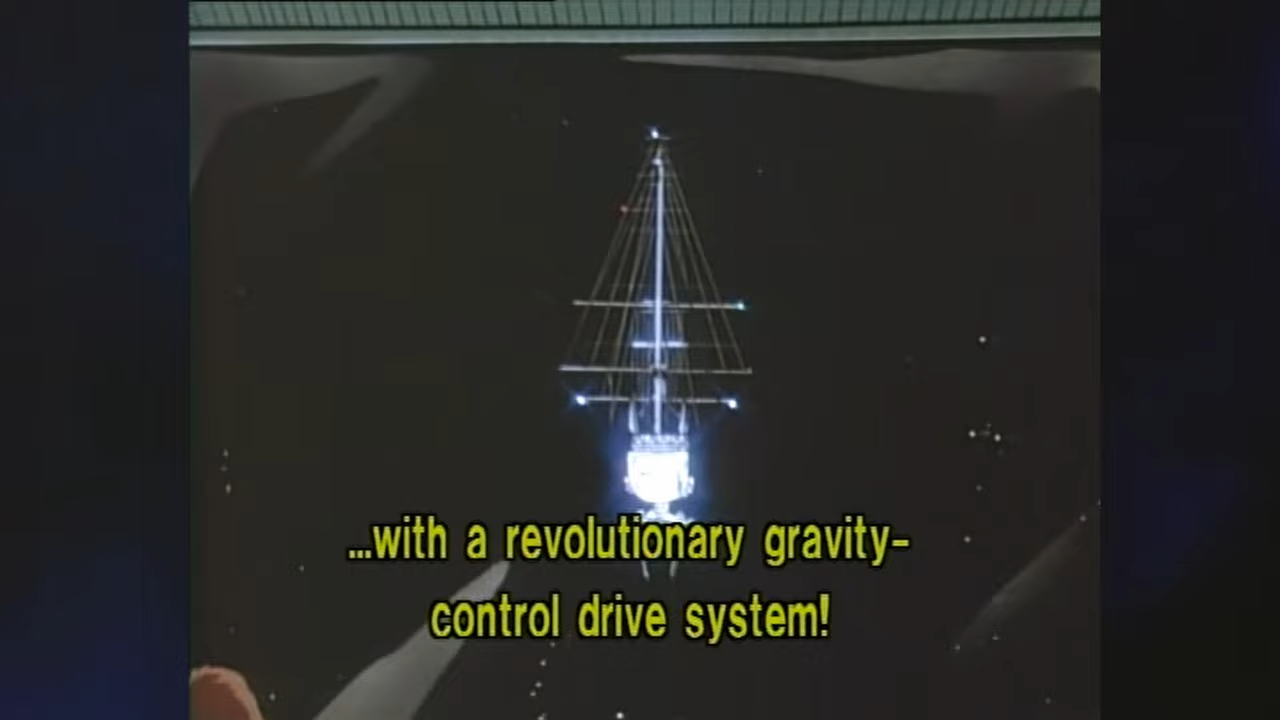 ...with a revolutionary gravity-
control drive system!